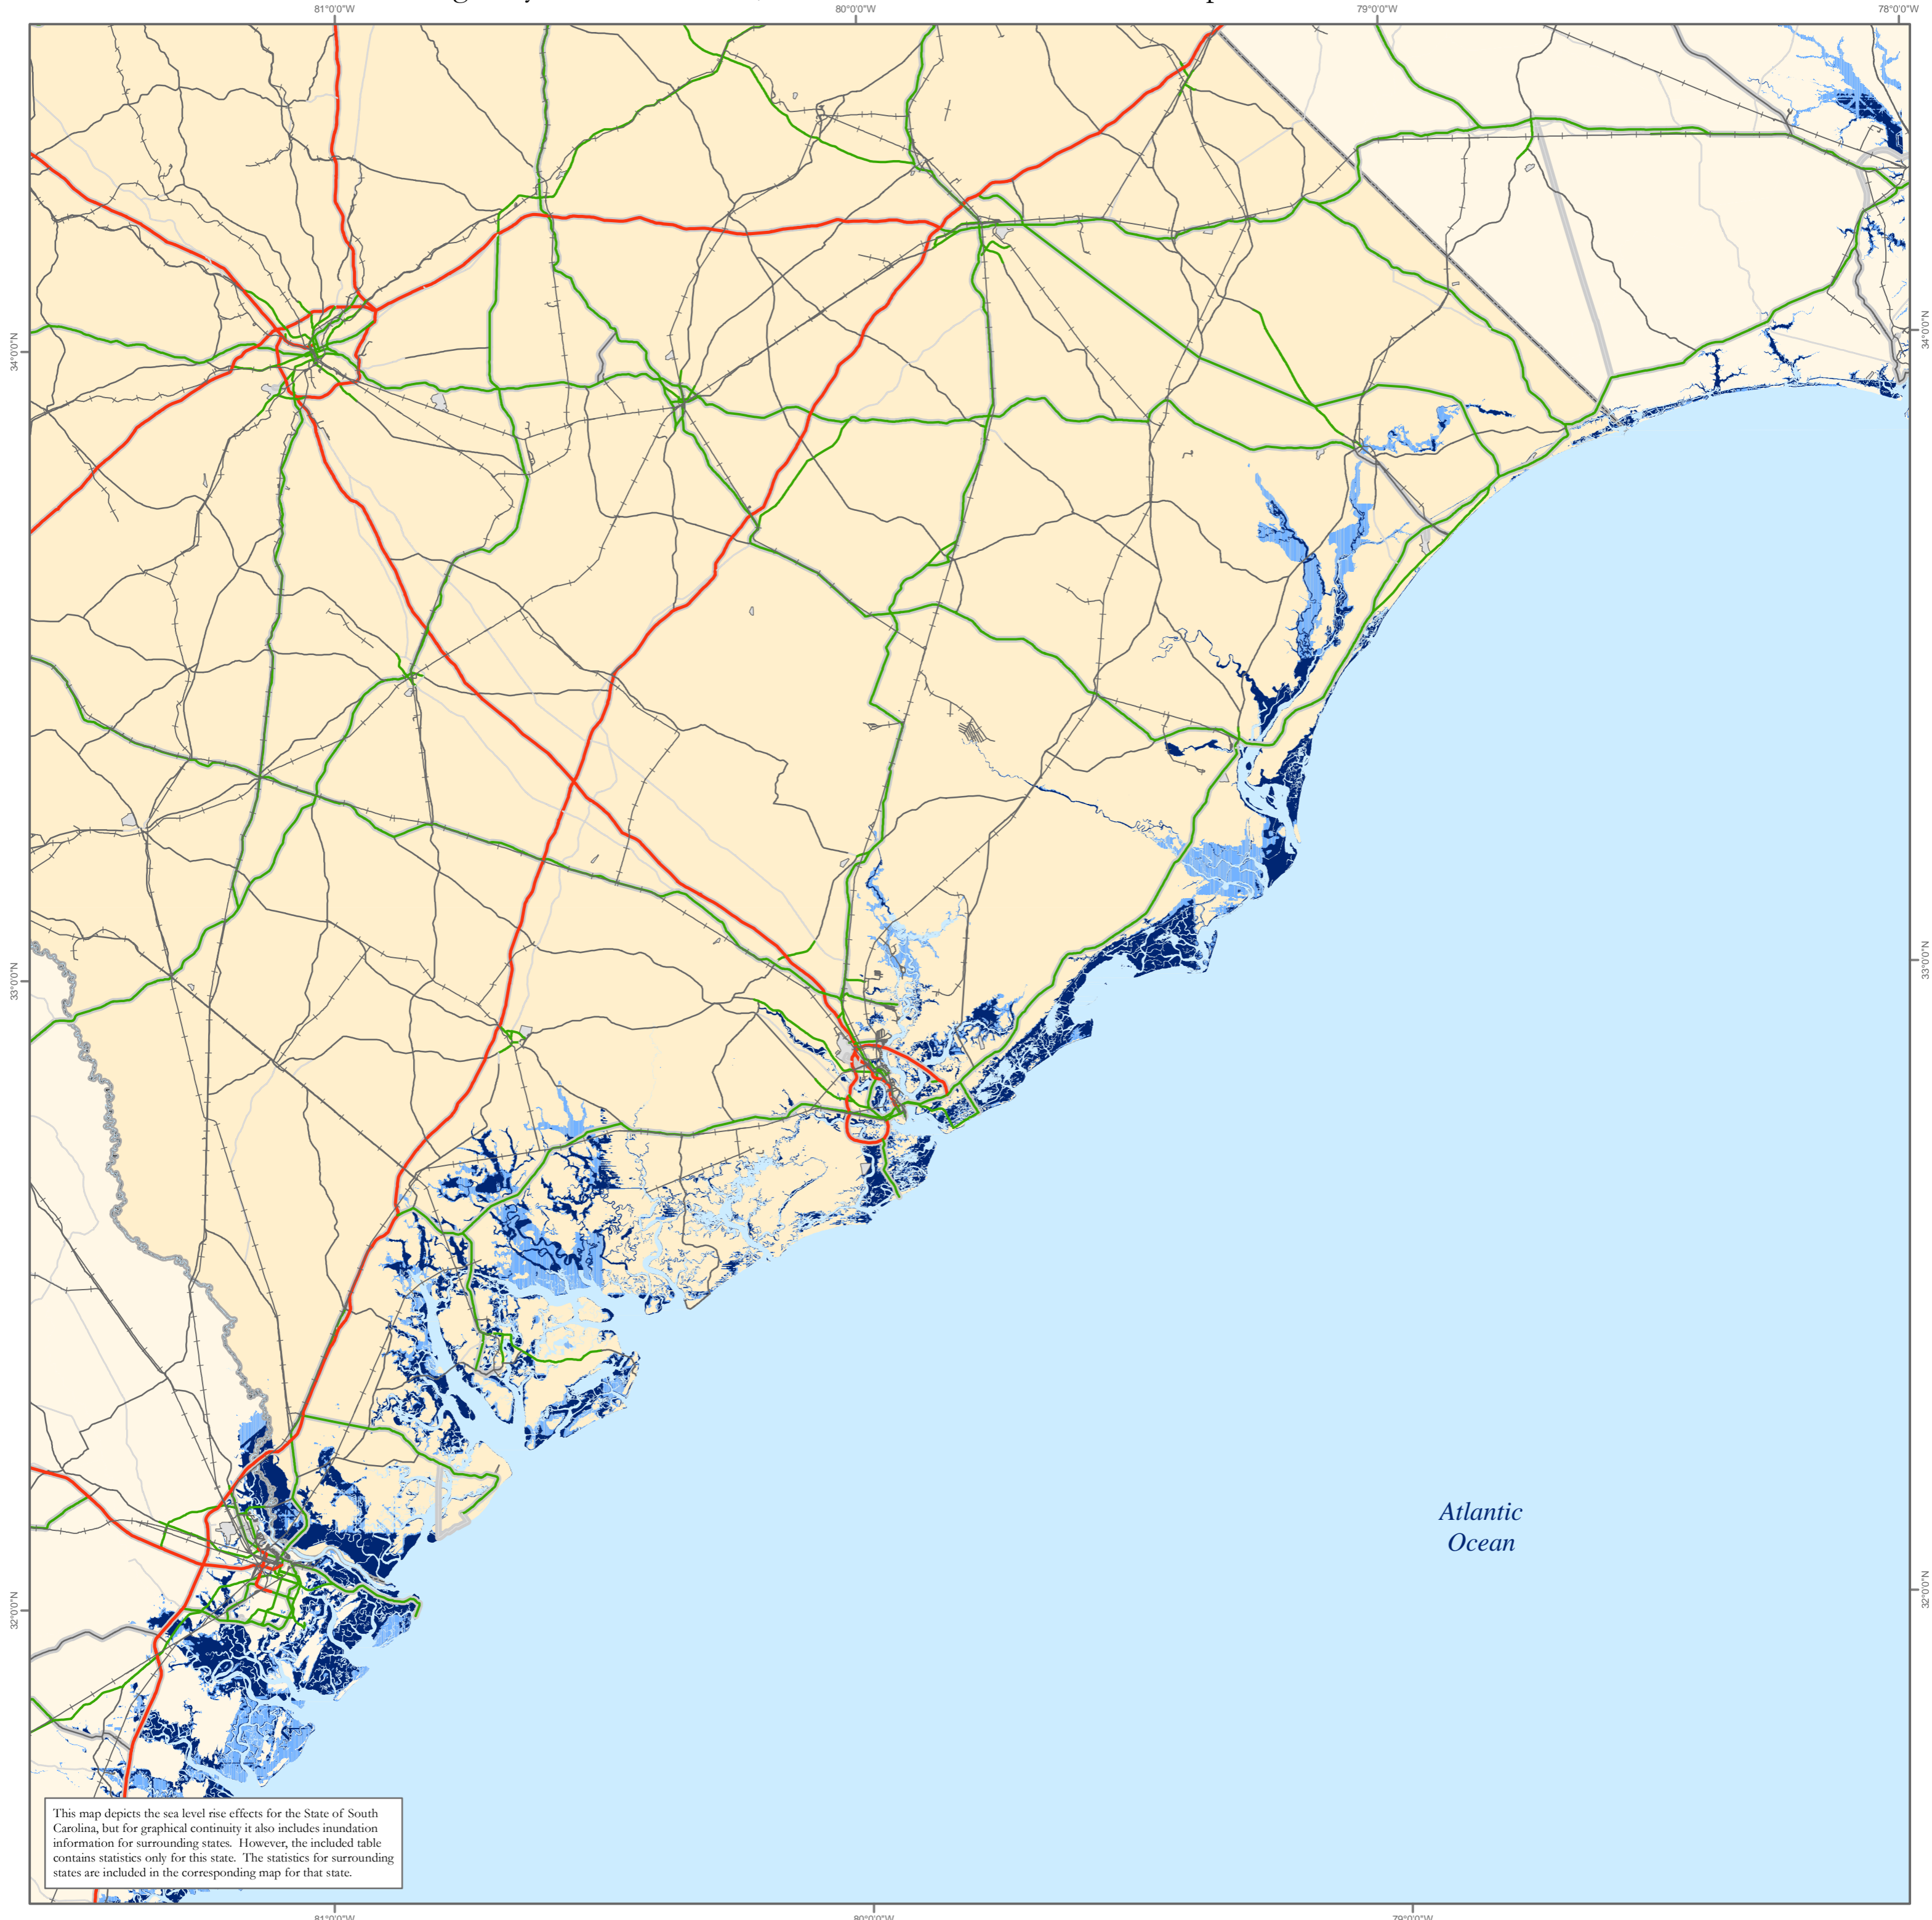 81°0'0"W 80°0'0"W 79°0'0"W 78°0'0"W
34°0'0"N
34°0'0"N
33°0'0"N
33°0'0"N
Atlantic
Ocean
32°0'0"N
32°0'0"N
This map depicts the sea level rise effects for the State of South
Carolina, but for graphical continuity it also includes inundation
information for surrounding states. However, the included table
contains statistics only for this state. The statistics for surrounding
states are included in the corresponding map for that state.
81°0'0"W 80°0'0"W 79°0'0"W